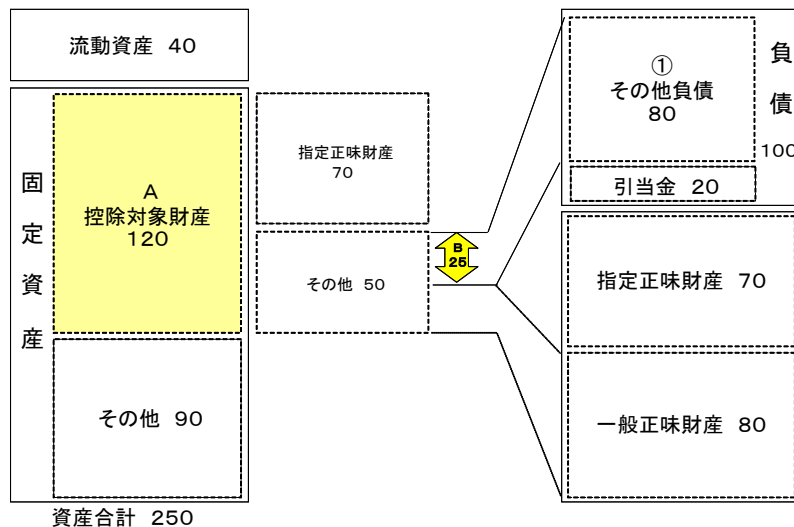 流動資産 40
固定資産
A
控除対象財産
120
その他 90
資産合計 250
指定正味財産
70
その他 50
B
25
①
その他負債
80
負債
100
引当金 20
指定正味財産 70
一般正味財産 80